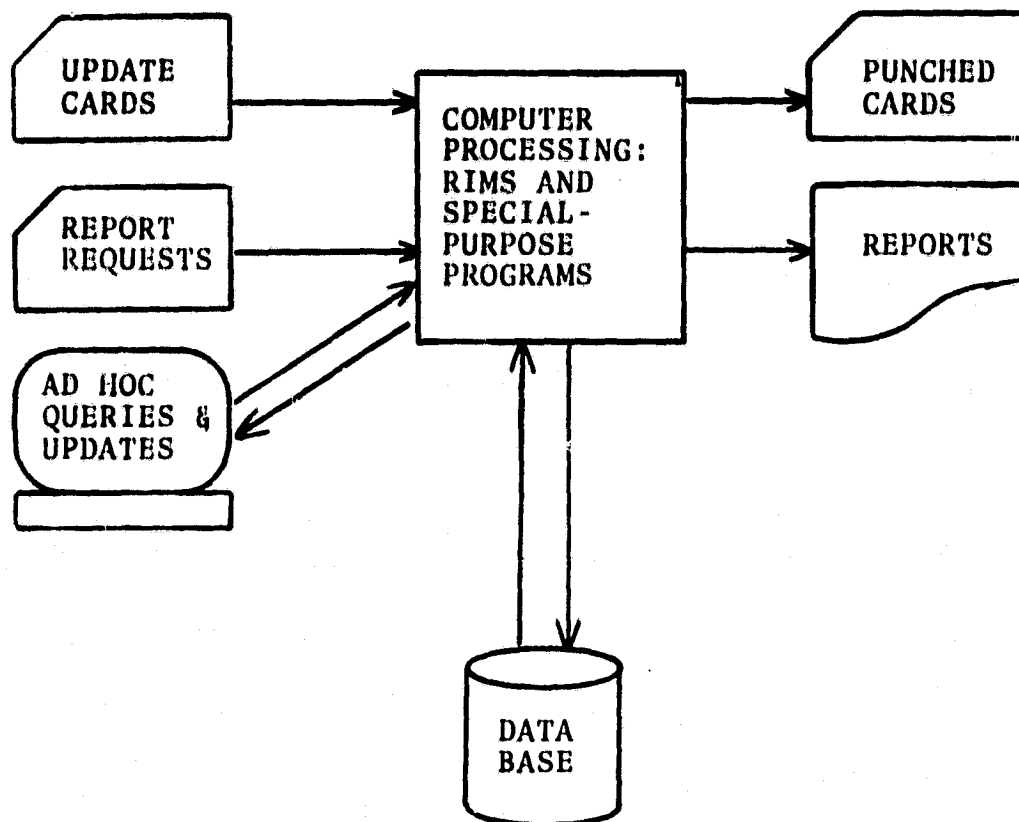 UPDATE
CARDS
REPORT
REQUESTS
AD HOC
QUERIES &
UPDATES
COMPUTER
PROCESSING:
RIMS AND
SPECIAL-
PURPOSE
PROGRAMS
PUNCHED
CARDS
REPORTS
DATA
BASE